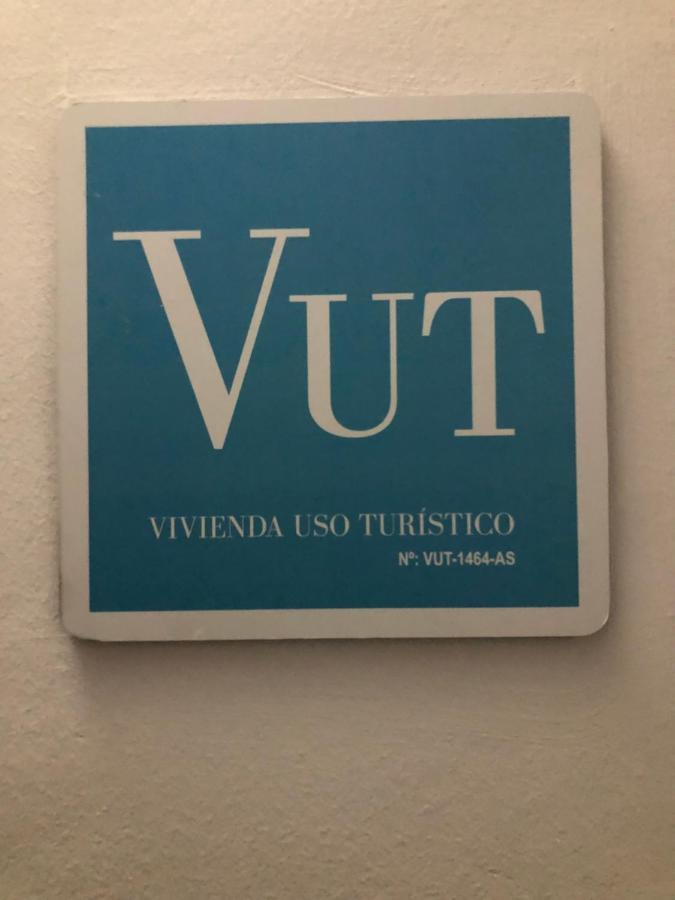 VUT
VIVIENDA USO TURÍSTICO
Nº: VUT-1464-AS